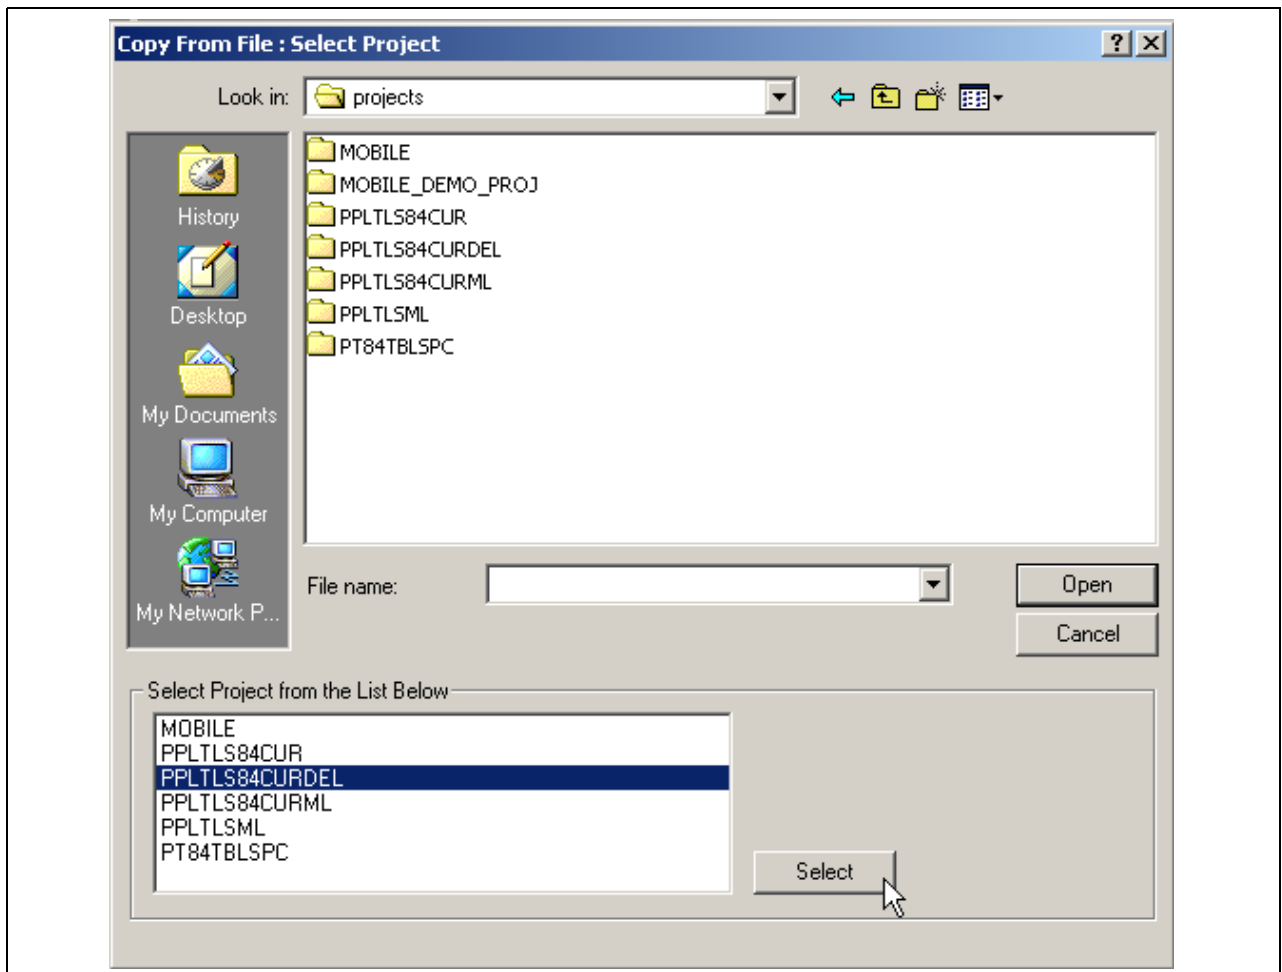 Copy From File : Select Project
Look in: projects
History
Desktop
My Documents
My Computer
My Network P...
MOBILE
MOBILE_DEMO_PROJ
PPLTLS84CUR
PPLTLS84CURDEL
PPLTLS84CURML
PPLTLSML
PT84TBLSPC
File name:
Open
Cancel
Select Project from the List Below
MOBILE
PPLTLS84CUR
PPLTLS84CURDEL
PPLTLS84CURML
PPLTLSML
PT84TBLSPC
Select